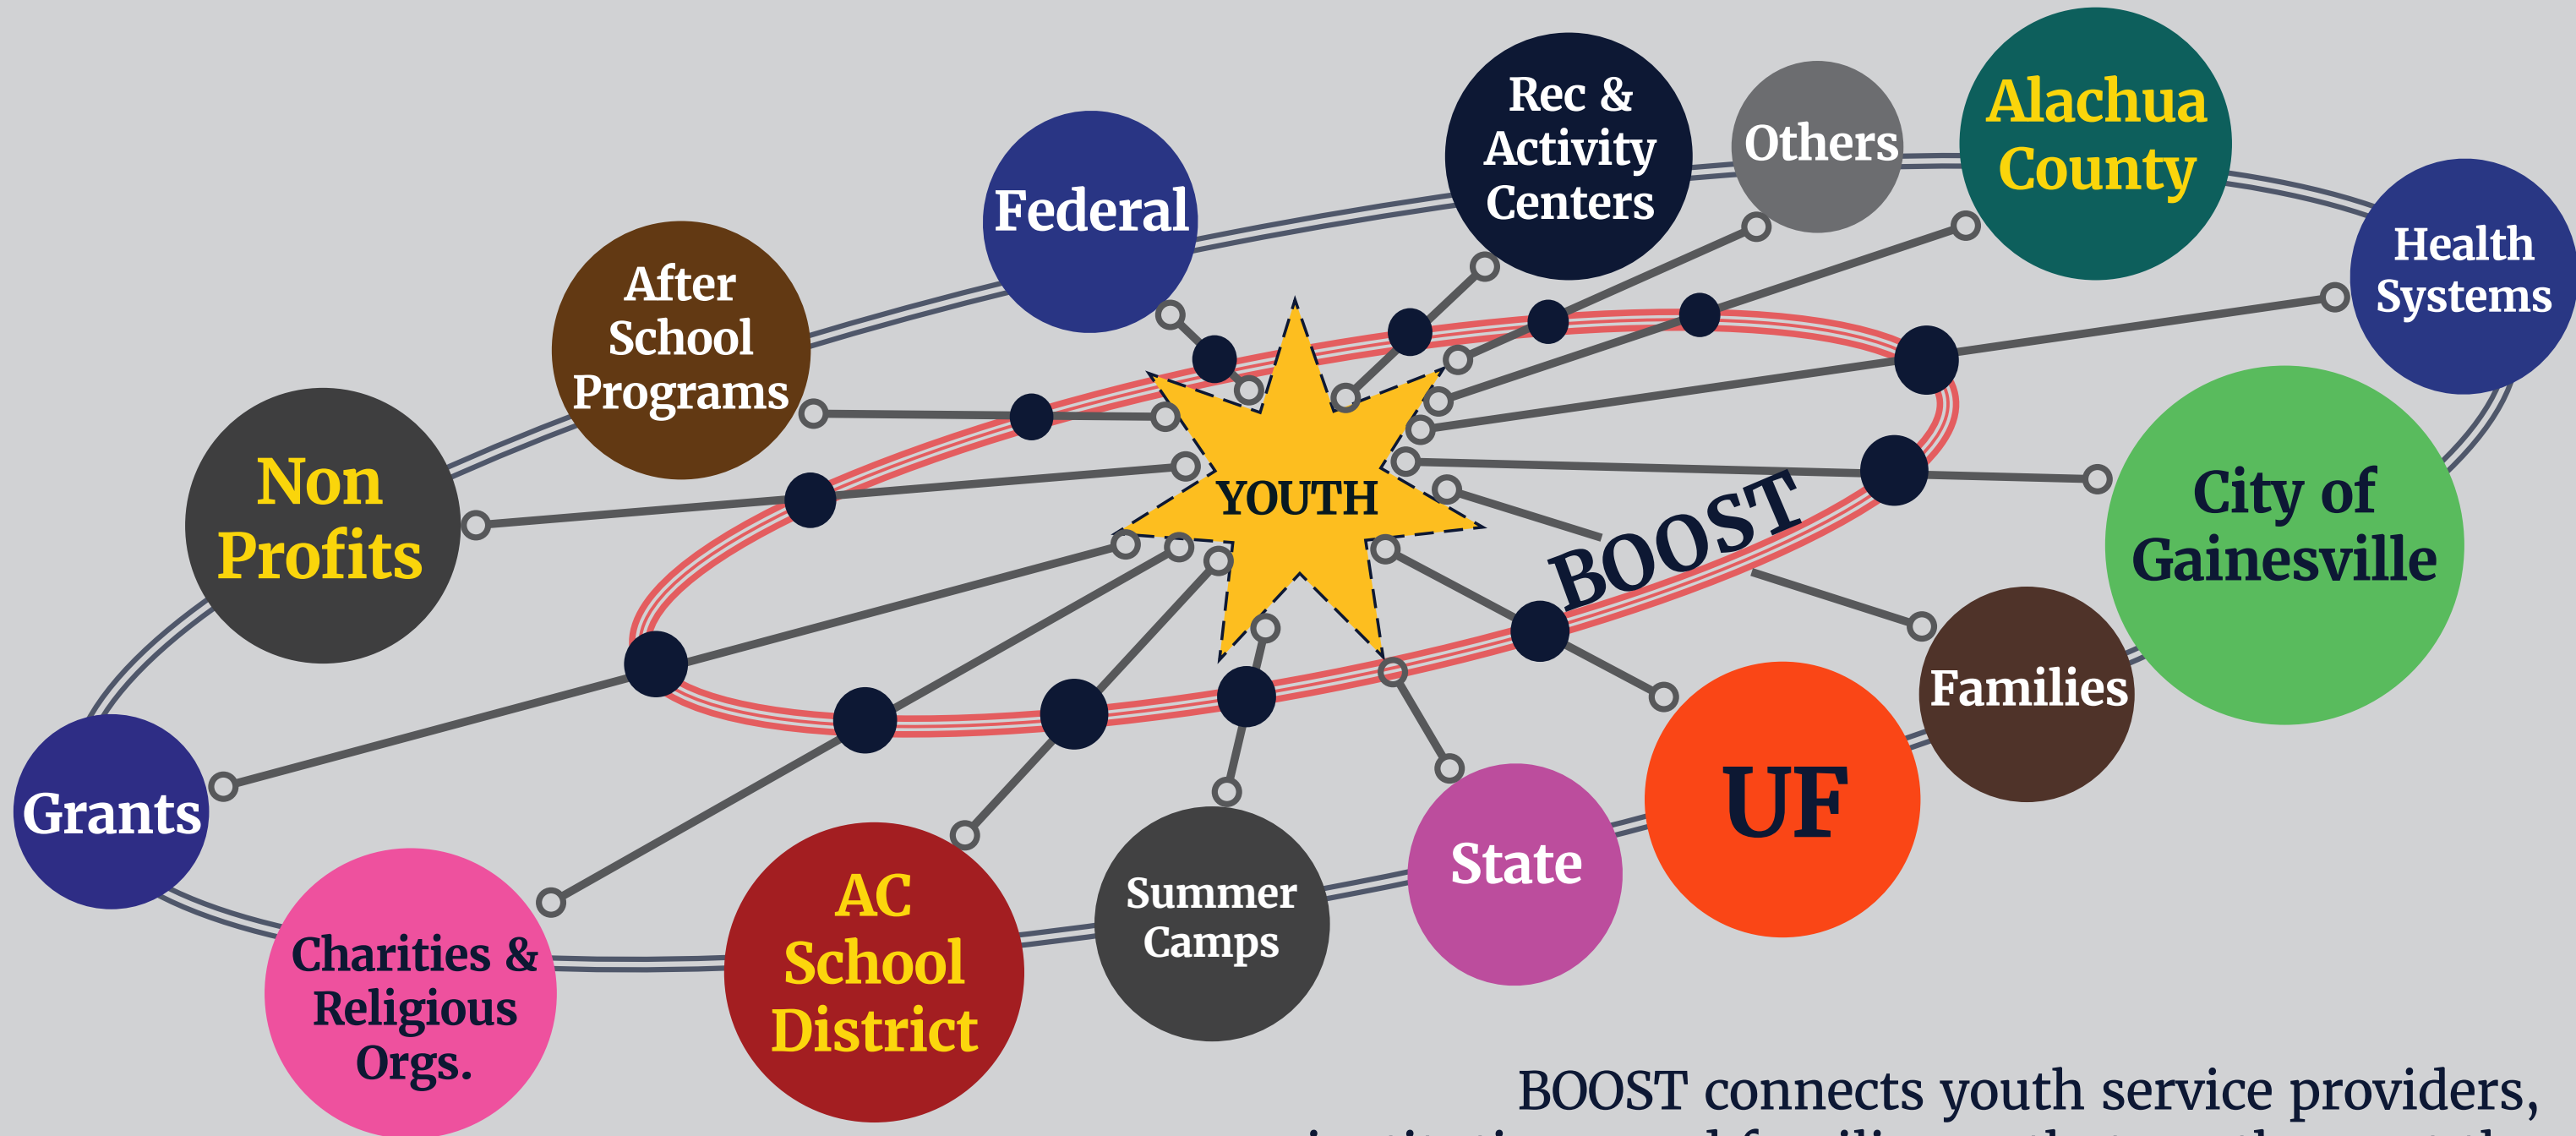 Rec &
Activity
Centers
Others
Alachua
County
Federal
Health
Systems
After
School
Programs
Non
Profits
YOUTH
BOOST
City of
Gainesville
Families
Grants
UF
State
Summer
Camps
AC
School
District
Charities &
Religious
Orgs.
BOOST connects youth service providers,